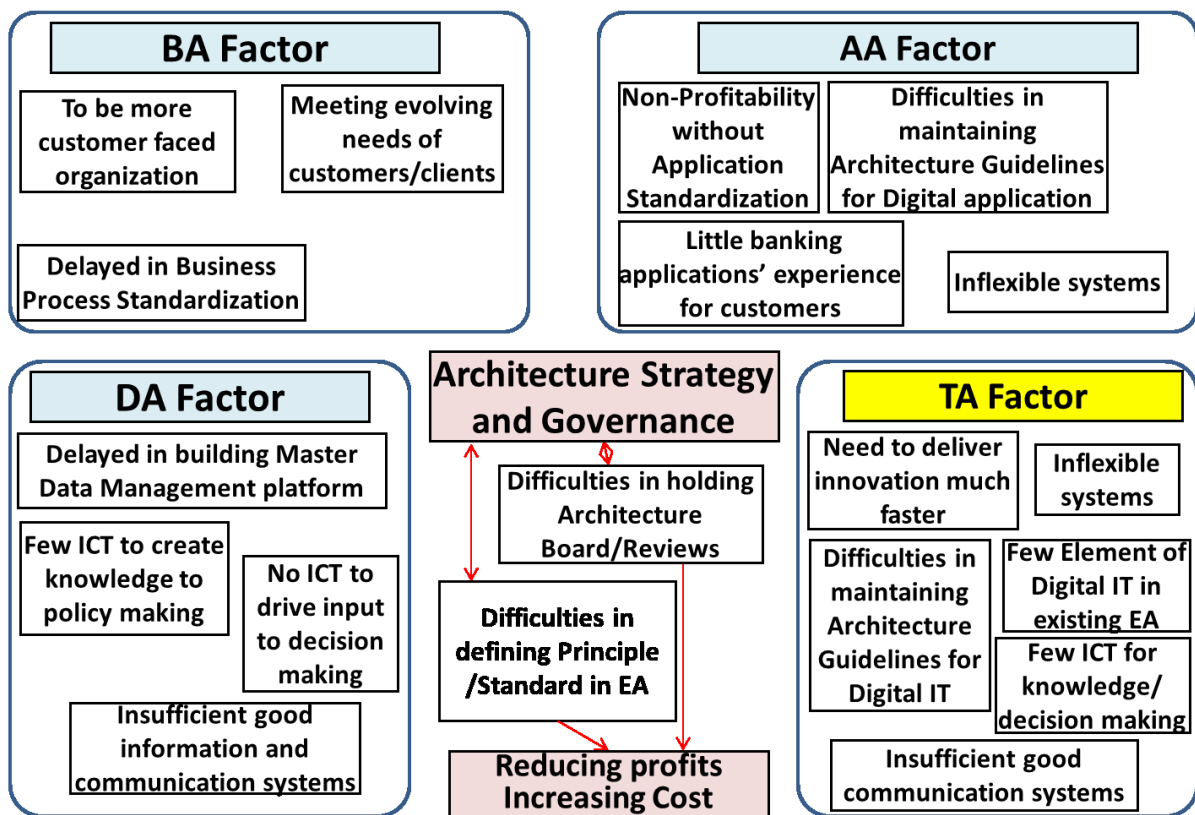 BA Factor
To be more
customer faced
organization
Meeting evolving
needs of
customers/clients
Delayed in Business
Process Standardization
AA Factor
Non-Profitability
without
Application
Standardization
Difficulties in
maintaining
Architecture Guidelines
for Digital application
Little banking
applications’ experience
for customers
Inflexible systems
DA Factor
Delayed in building Master
Data Management platform
Few ICT to create
knowledge to
policy making
No ICT to
drive input
to decision
making
Insufficient good
information and
communication systems
Architecture Strategy
and Governance
Difficulties in holding
Architecture
Board/Reviews
Difficulties in
defining Principle
/Standard in EA
Reducing profits
Increasing Cost
TA Factor
Need to deliver
innovation much
faster
Inflexible
systems
Difficulties in
maintaining
Architecture
Guidelines for
Digital IT
Few Element of
Digital IT in
existing EA
Few ICT for
knowledge/
decision making
Insufficient good
communication systems